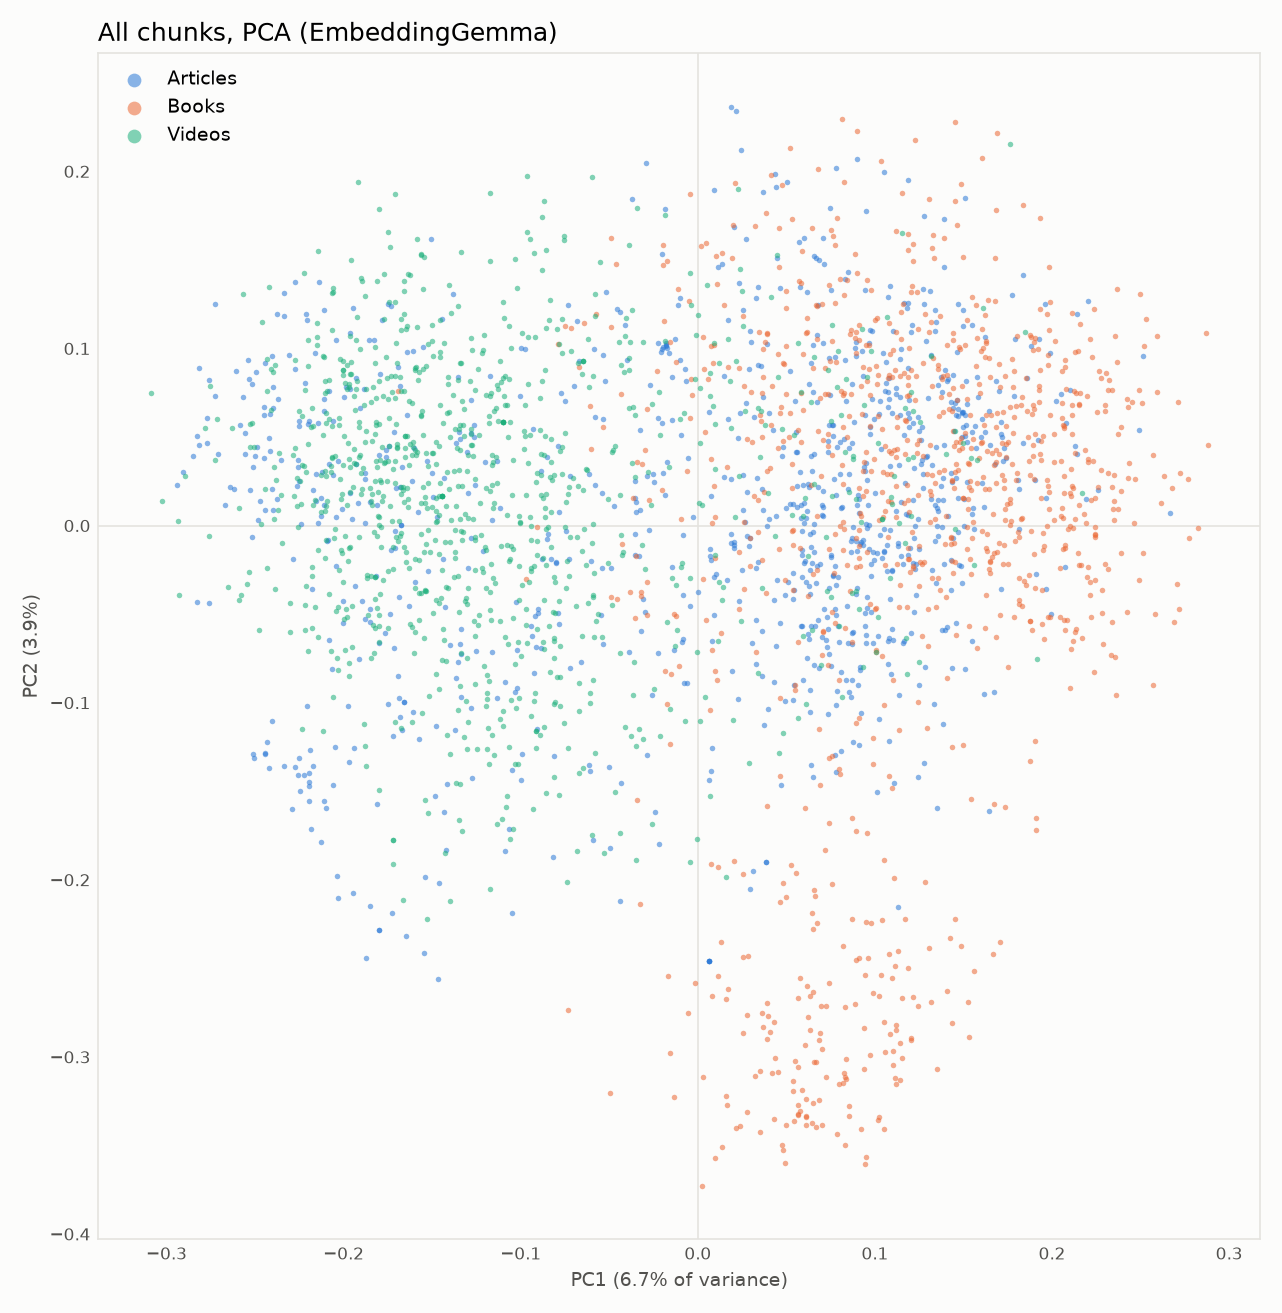 All chunks, PCA (EmbeddingGemma)
Articles
Books
Videos
0.2
0.1
0.0
−0.1
−0.2
−0.3
−0.4
PC2 (3.9%)
−0.3
−0.2
−0.1
0.0
0.1
0.2
0.3
PC1 (6.7% of variance)